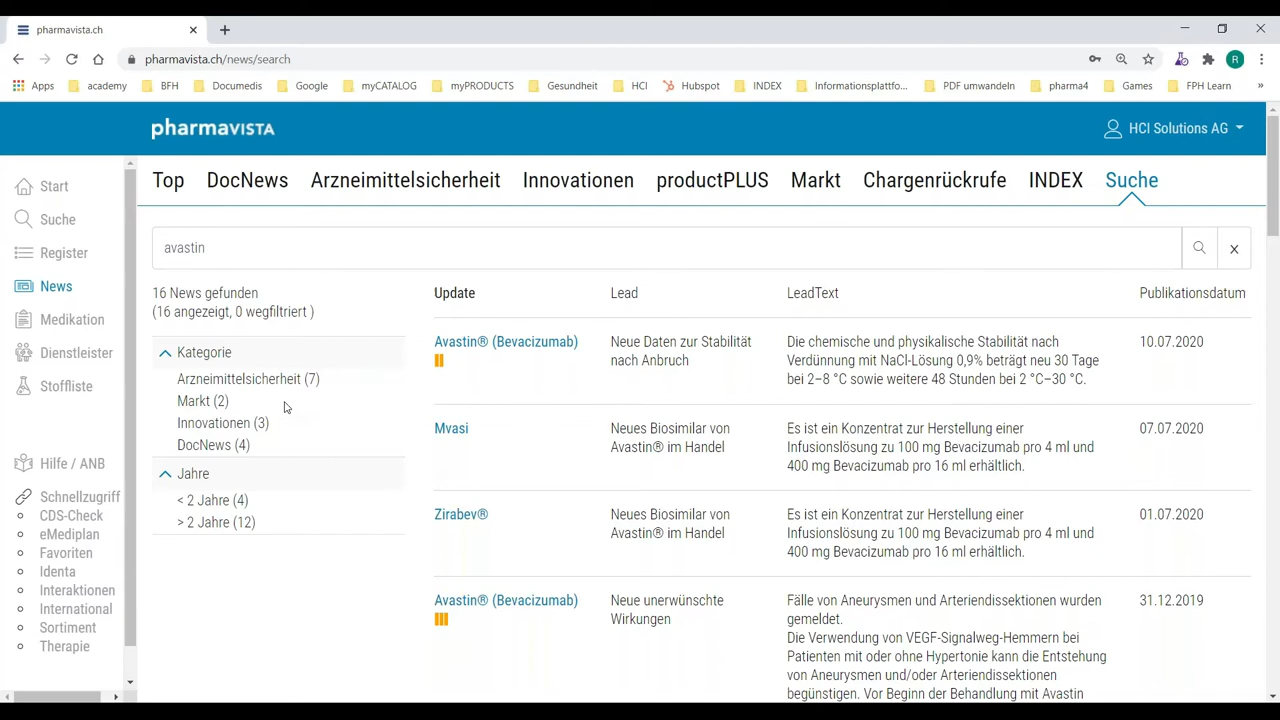 pharmavista.ch
pharmavista.ch/news/search
R
Apps academy BFH Documedis Google myCATALOG myPRODUCTS Gesundheit HCI Hubspot INDEX Informationsplattfo... PDF umwandeln pharma4 Games FPH Learn »
pharmaVISTA
HCI Solutions AG
Start
Suche
Register
News
Medikation
Dienstleister
Stoffliste
Hilfe / ANB
Schnellzugriff
CDS-Check
eMediplan
Favoriten
Identa
Interaktionen
International
Sortiment
Therapie
Top DocNews Arzneimittelsicherheit Innovationen productPLUS Markt Chargenrückrufe INDEX Suche
avastin
16 News gefunden
(16 angezeigt, 0 wegfiltriert )
Kategorie
Arzneimittelsicherheit (7)
Markt (2)
Innovationen (3)
DocNews (4)
Jahre
< 2 Jahre (4)
> 2 Jahre (12)
Update Lead LeadText Publikationsdatum
Avastin® (Bevacizumab) Neue Daten zur Stabilität Die chemische und physikalische Stabilität nach 10.07.2020
nach Anbruch Verdünnung mit NaCl-Lösung 0,9% beträgt neu 30 Tage
bei 2–8 °C sowie weitere 48 Stunden bei 2 °C–30 °C.
Mvasi Neues Biosimilar von Es ist ein Konzentrat zur Herstellung einer 07.07.2020
Avastin® im Handel Infusionslösung zu 100 mg Bevacizumab pro 4 ml und
400 mg Bevacizumab pro 16 ml erhältlich.
Zirabev® Neues Biosimilar von Es ist ein Konzentrat zur Herstellung einer 01.07.2020
Avastin® im Handel Infusionslösung zu 100 mg Bevacizumab pro 4 ml und
400 mg Bevacizumab pro 16 ml erhältlich.
Avastin® (Bevacizumab) Neue unerwünschte Fälle von Aneurysmen und Arteriendissektionen wurden 31.12.2019
Wirkungen gemeldet.
Die Verwendung von VEGF-Signalweg-Hemmern bei
Patienten mit oder ohne Hypertonie kann die Entstehung
von Aneurysmen und/oder Arteriendissektionen
begünstigen. Vor Beginn der Behandlung mit Avastin